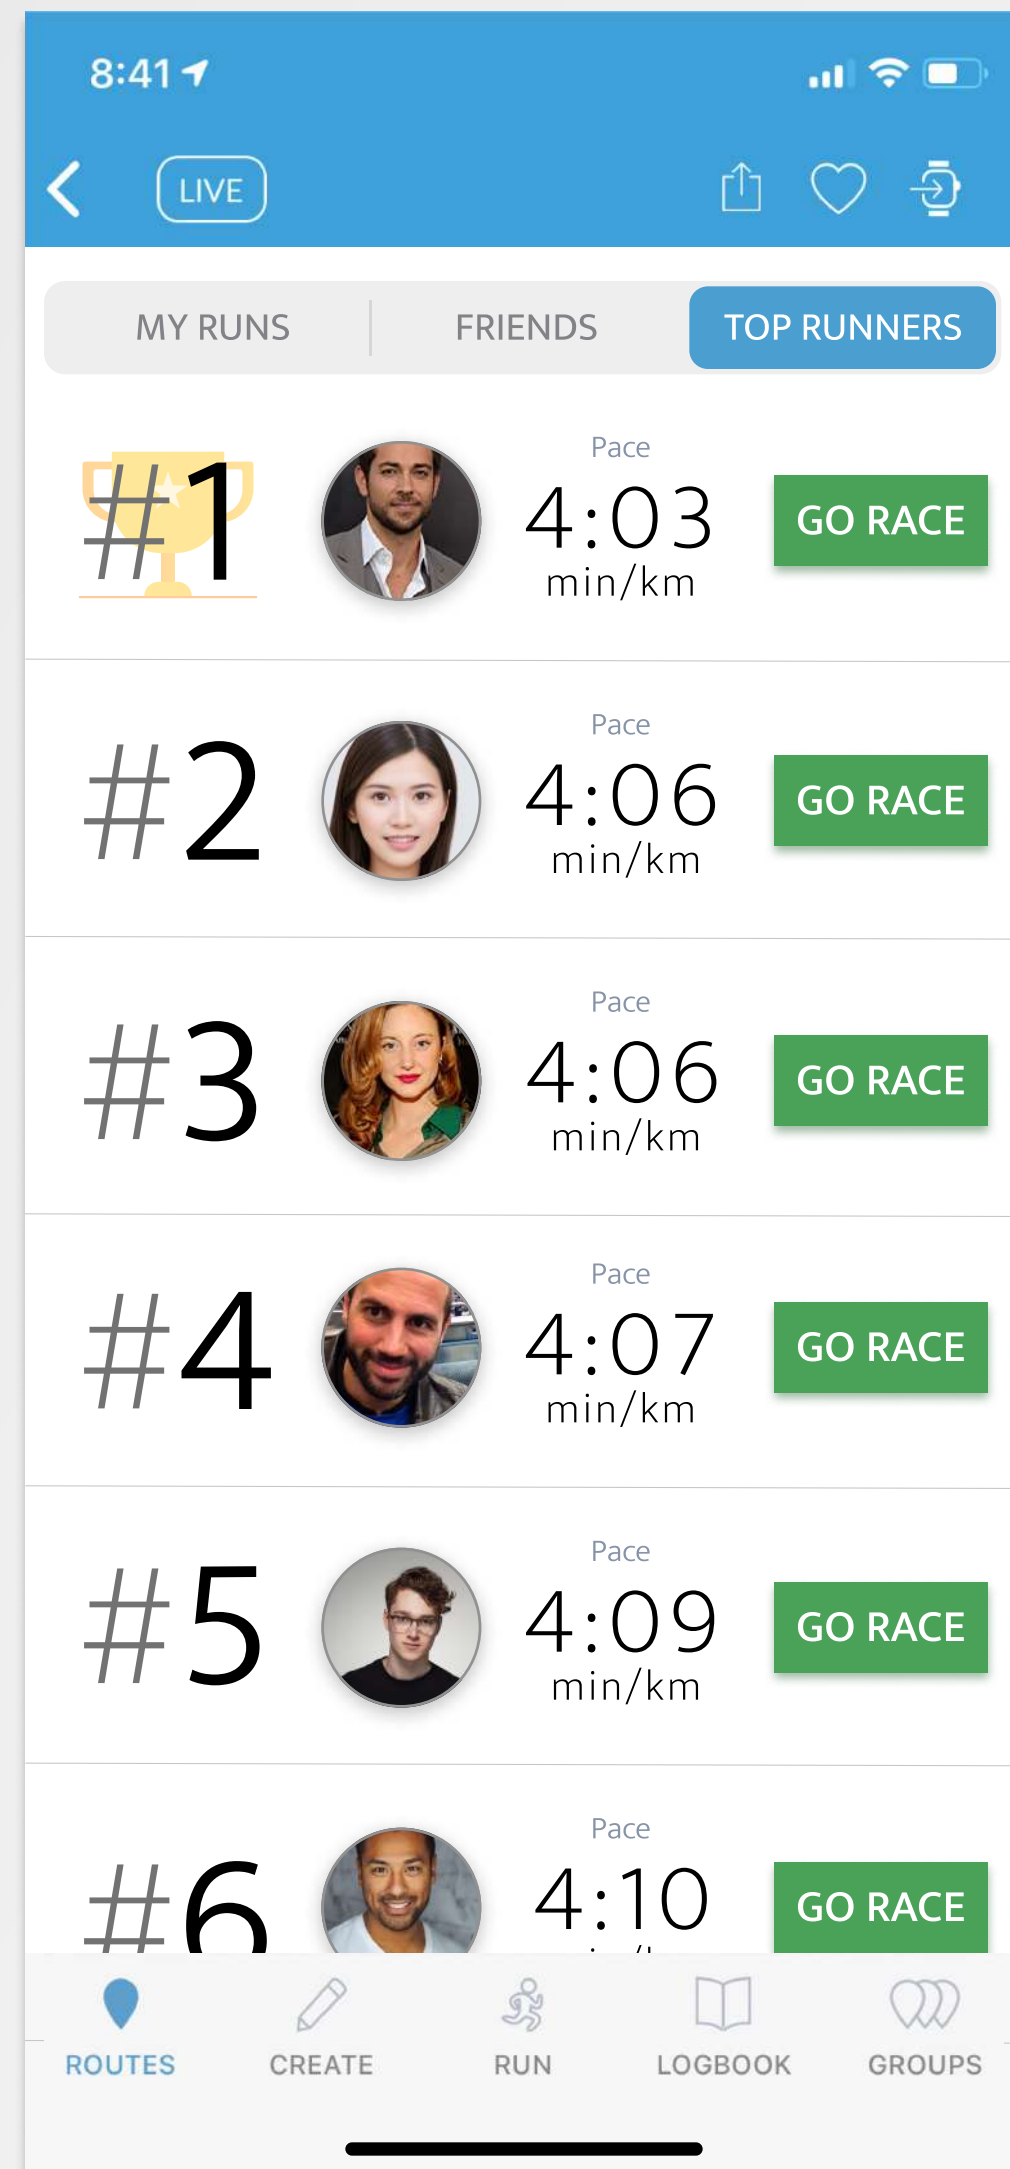 8:41
LIVE
MY RUNS FRIENDS TOP RUNNERS
#1
Pace
4:03
min/km
GO RACE
#2
Pace
4:06
min/km
GO RACE
#3
Pace
4:06
min/km
GO RACE
#4
Pace
4:07
min/km
GO RACE
#5
Pace
4:09
min/km
GO RACE
#6
Pace
4:10
GO RACE
ROUTES CREATE RUN LOGBOOK GROUPS